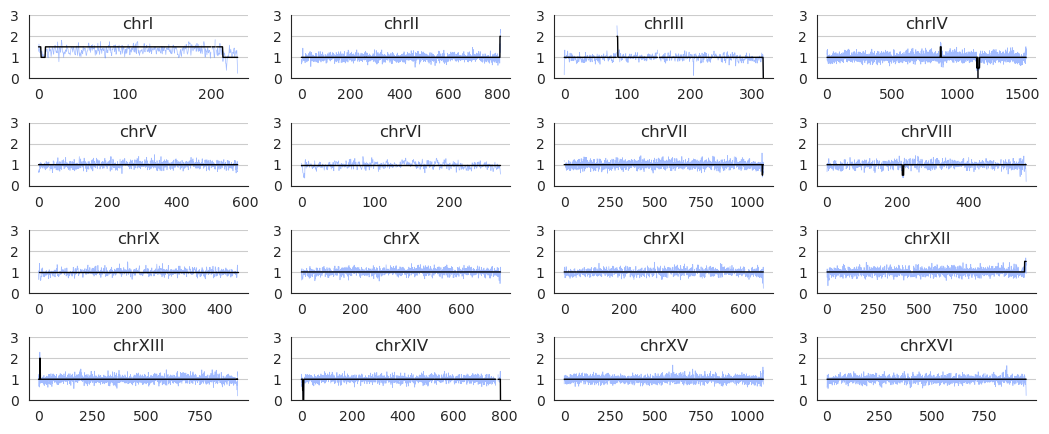 3 chrI 3 chrII 3 chrIII 3 chrIV
2 2 2 2
1 1 1 1
0 0 0 0
0 100 200 0 200 400 600 800 0 100 200 300 0 500 1000 1500
3 chrV 3 chrVI 3 chrVII 3 chrVIII
2 2 2 2
1 1 1 1
0 0 0 0
0 200 400 600 0 100 200 0 250 500 750 1000 0 200 400
3 chrIX 3 chrX 3 chrXI 3 chrXII
2 2 2 2
1 1 1 1
0 0 0 0
0 100 200 300 400 0 200 400 600 0 200 400 600 0 250 500 750 1000
3 chrXIII 3 chrXIV 3 chrXV 3 chrXVI
2 2 2 2
1 1 1 1
0 0 0 0
0 250 500 750 0 200 400 600 800 0 250 500 750 1000 0 250 500 750